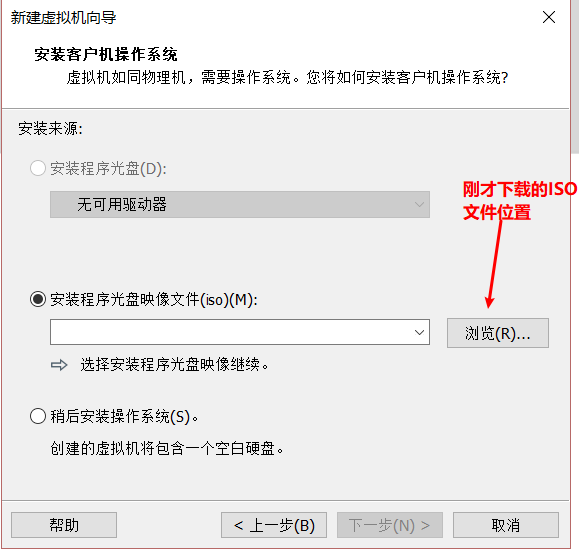 新建虚拟机向导
安装客户机操作系统
虚拟机如同物理机，需要操作系统。您将如何安装客户机操作系统?
安装来源:
安装程序光盘(D):
无可用驱动器
刚才下载的ISO
文件位置
安装程序光盘映像文件(iso)(M):
浏览(R)...
选择安装程序光盘映像继续。
稍后安装操作系统(S)。
创建的虚拟机将包含一个空白硬盘。
帮助
< 上一步(B)
下一步(N) >
取消